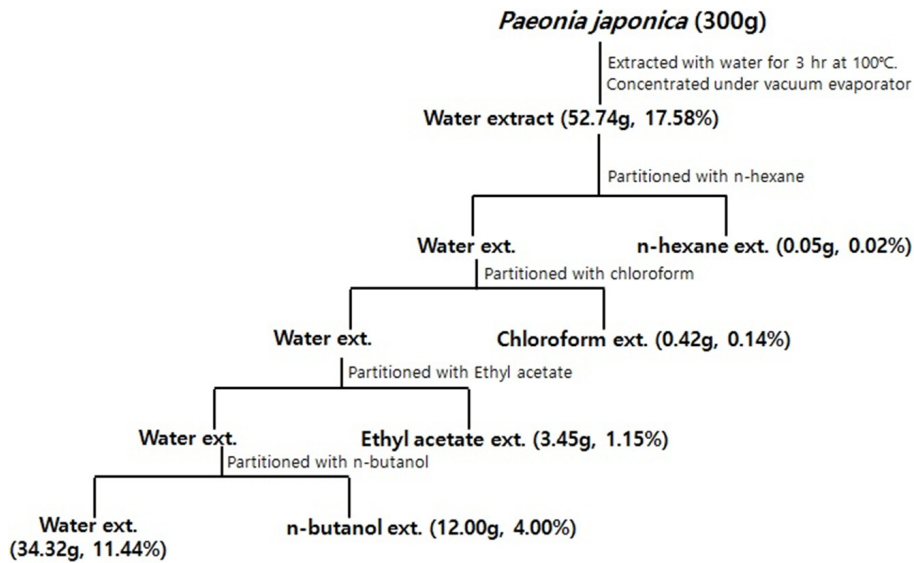 Paeonia japonica (300g)
Extracted with water for 3 hr at 100℃.
Concentrated under vacuum evaporator
Water extract (52.74g, 17.58%)
Partitioned with n-hexane
Water ext.
n-hexane ext. (0.05g, 0.02%)
Partitioned with chloroform
Water ext.
Chloroform ext. (0.42g, 0.14%)
Partitioned with Ethyl acetate
Water ext.
Ethyl acetate ext. (3.45g, 1.15%)
Partitioned with n-butanol
Water ext.
(34.32g, 11.44%)
n-butanol ext. (12.00g, 4.00%)